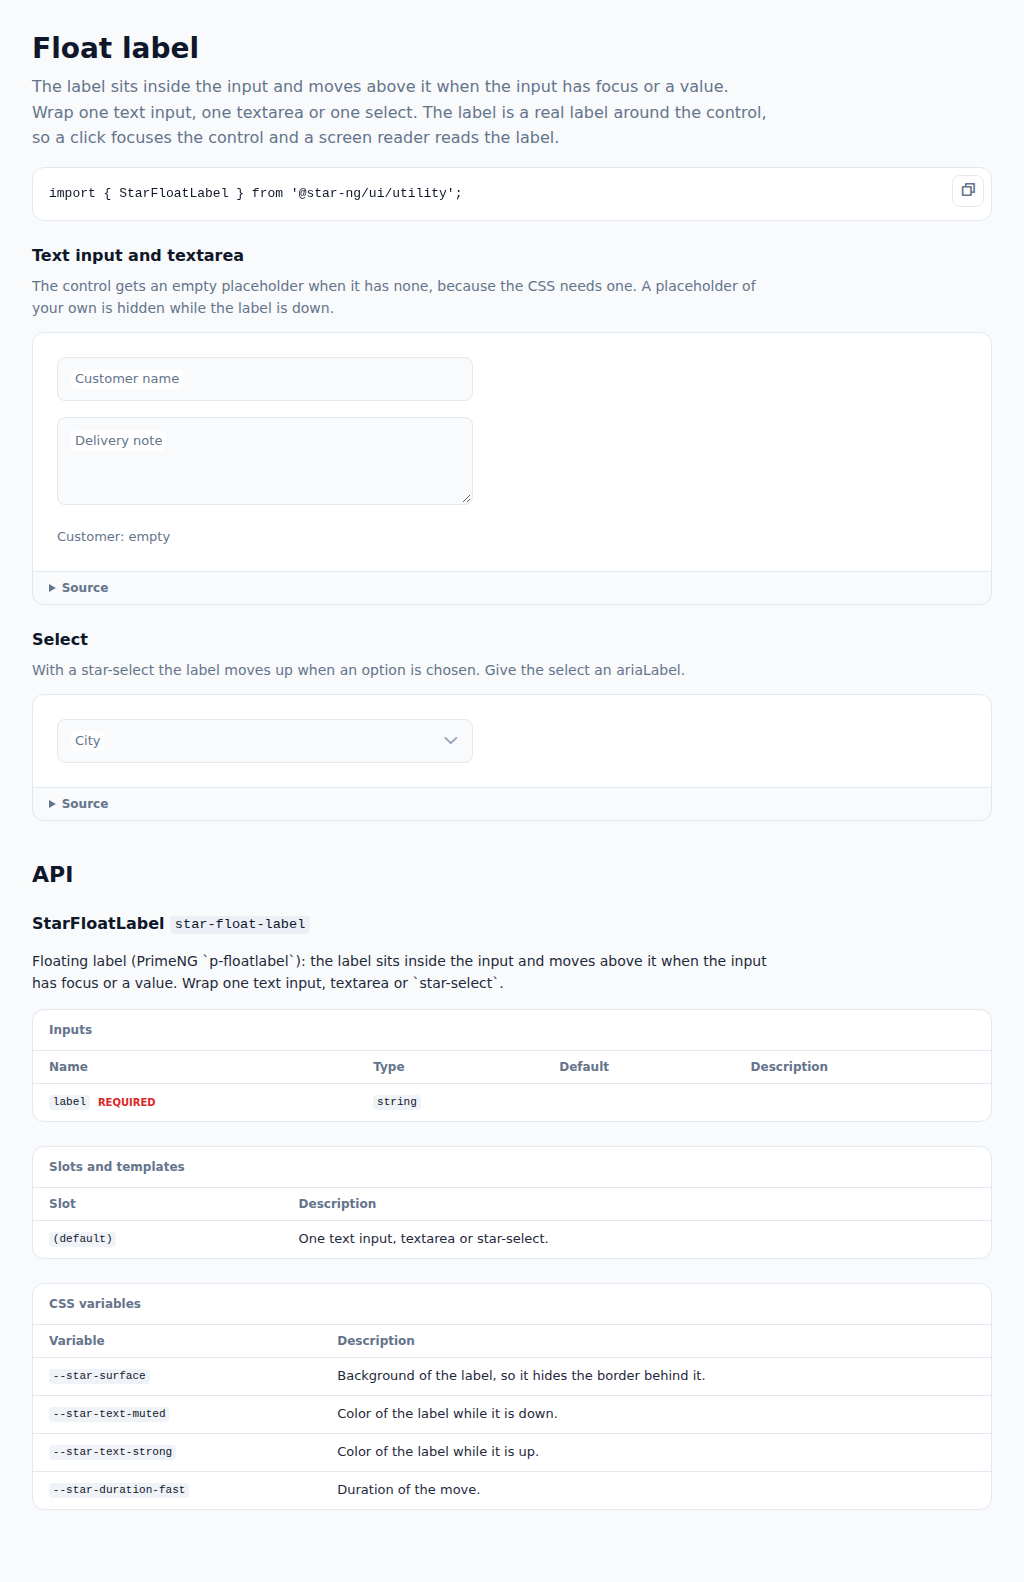 Float label
The label sits inside the input and moves above it when the input has focus or a value.
Wrap one text input, one textarea or one select. The label is a real label around the control,
so a click focuses the control and a screen reader reads the label.
import { StarFloatLabel } from '@star-ng/ui/utility';
Text input and textarea
The control gets an empty placeholder when it has none, because the CSS needs one. A placeholder of
your own is hidden while the label is down.
Customer name
Delivery note
Customer: empty
Source
Select
With a star-select the label moves up when an option is chosen. Give the select an ariaLabel.
City
Source
API
StarFloatLabel star-float-label
Floating label (PrimeNG `p-floatlabel`): the label sits inside the input and moves above it when the input
has focus or a value. Wrap one text input, textarea or `star-select`.
Inputs
Name Type Default Description
label REQUIRED string
Slots and templates
Slot Description
(default) One text input, textarea or star-select.
CSS variables
Variable Description
--star-surface Background of the label, so it hides the border behind it.
--star-text-muted Color of the label while it is down.
--star-text-strong Color of the label while it is up.
--star-duration-fast Duration of the move.